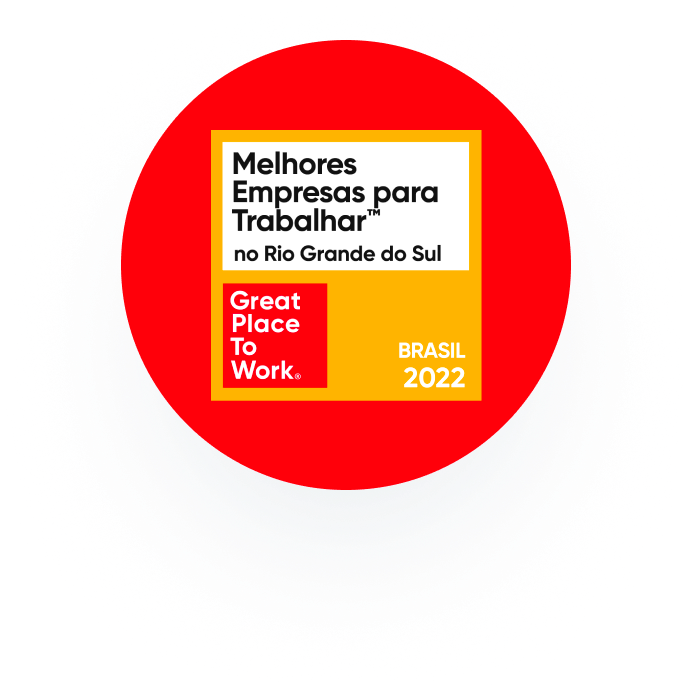 Melhores
Empresas para
Trabalhar™
no Rio Grande do Sul
Great
Place
To
Work®
BRASIL
2022